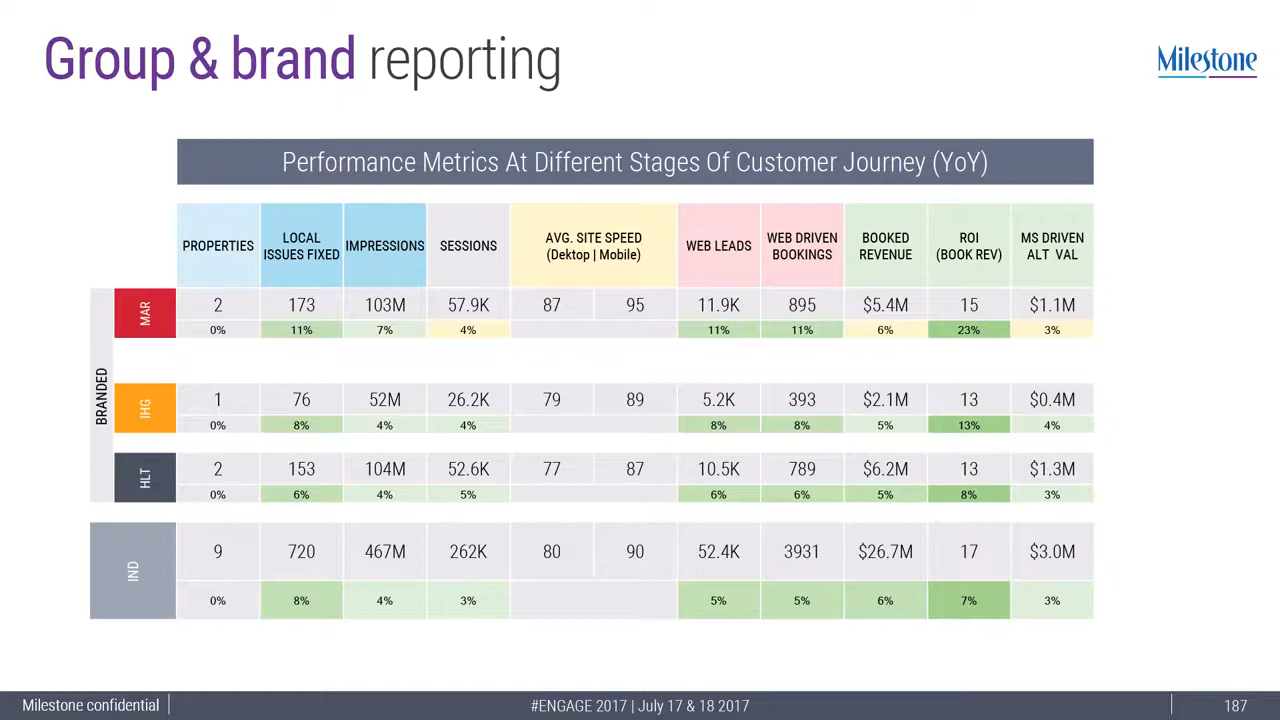 Group & brand reporting
Milestone
Performance Metrics At Different Stages Of Customer Journey (YoY)
PROPERTIES
LOCAL
ISSUES FIXED
IMPRESSIONS
SESSIONS
AVG. SITE SPEED
(Dektop | Mobile)
WEB LEADS
WEB DRIVEN
BOOKINGS
BOOKED
REVENUE
ROI
(BOOK REV)
MS DRIVEN
ALT VAL
BRANDED
MAR
2 173 103M 57.9K 87 95 11.9K 895 $5.4M 15 $1.1M
0% 11% 7% 4% 11% 11% 6% 23% 3%
IHG
1 76 52M 26.2K 79 89 5.2K 393 $2.1M 13 $0.4M
0% 8% 4% 4% 8% 8% 5% 13% 4%
HLT
2 153 104M 52.6K 77 87 10.5K 789 $6.2M 13 $1.3M
0% 6% 4% 5% 6% 6% 5% 8% 3%
IND
9 720 467M 262K 80 90 52.4K 3931 $26.7M 17 $3.0M
0% 8% 4% 3% 5% 5% 6% 7% 3%
Milestone confidential
#ENGAGE 2017 | July 17 & 18 2017
187